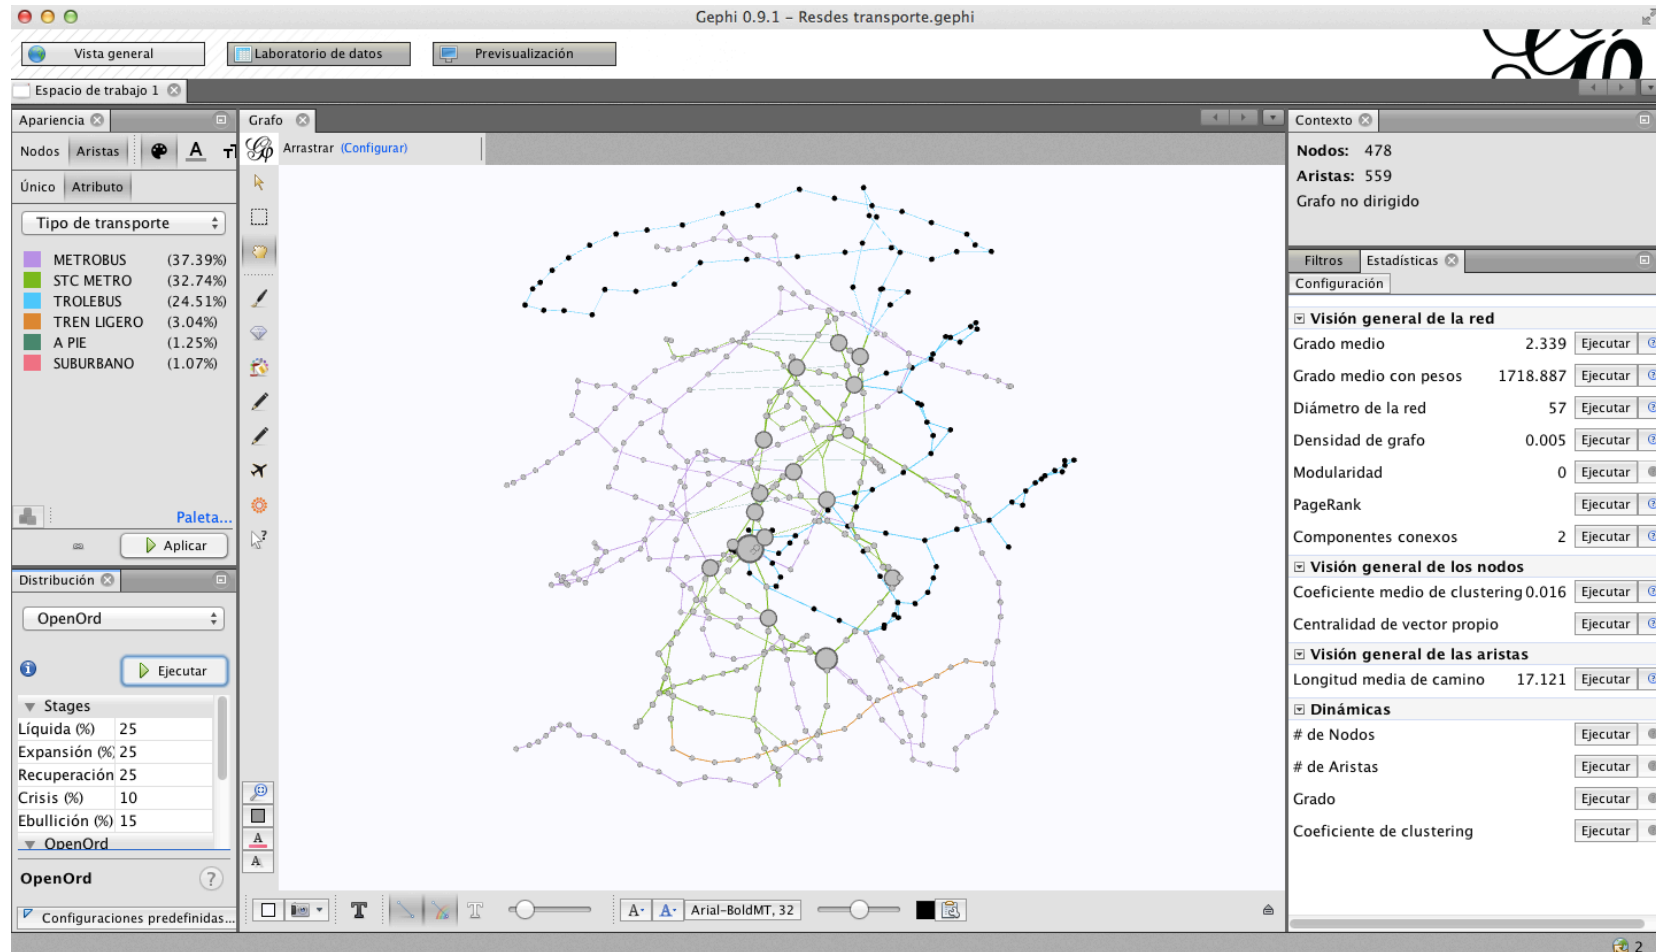 Gephi 0.9.1 - Resdes transporte.gephi
Vista general
Laboratorio de datos
Previsualización
Espacio de trabajo 1
Apariencia
Nodos Aristas
Único Atributo
Tipo de transporte
METROBUS (37.39%)
STC METRO (32.74%)
TROLEBUS (24.51%)
TREN LIGERO (3.04%)
A PIE (1.25%)
SUBURBANO (1.07%)
Paleta...
Aplicar
Distribución
OpenOrd
Ejecutar
Stages
Líquida (%) 25
Expansión (% 25
Recuperación 25
Crisis (%) 10
Ebullición (%) 15
OpenOrd
OpenOrd
Configuraciones predefinidas...
Grafo
Arrastrar (Configurar)
Arial-BoldMT, 32
Contexto
Nodos: 478
Aristas: 559
Grafo no dirigido
Filtros Estadísticas
Configuración
Visión general de la red
Grado medio 2.339 Ejecutar
Grado medio con pesos 1718.887 Ejecutar
Diámetro de la red 57 Ejecutar
Densidad de grafo 0.005 Ejecutar
Modularidad 0 Ejecutar
PageRank Ejecutar
Componentes conexos 2 Ejecutar
Visión general de los nodos
Coeficiente medio de clustering 0.016 Ejecutar
Centralidad de vector propio Ejecutar
Visión general de las aristas
Longitud media de camino 17.121 Ejecutar
Dinámicas
# de Nodos Ejecutar
# de Aristas Ejecutar
Grado Ejecutar
Coeficiente de clustering Ejecutar
2